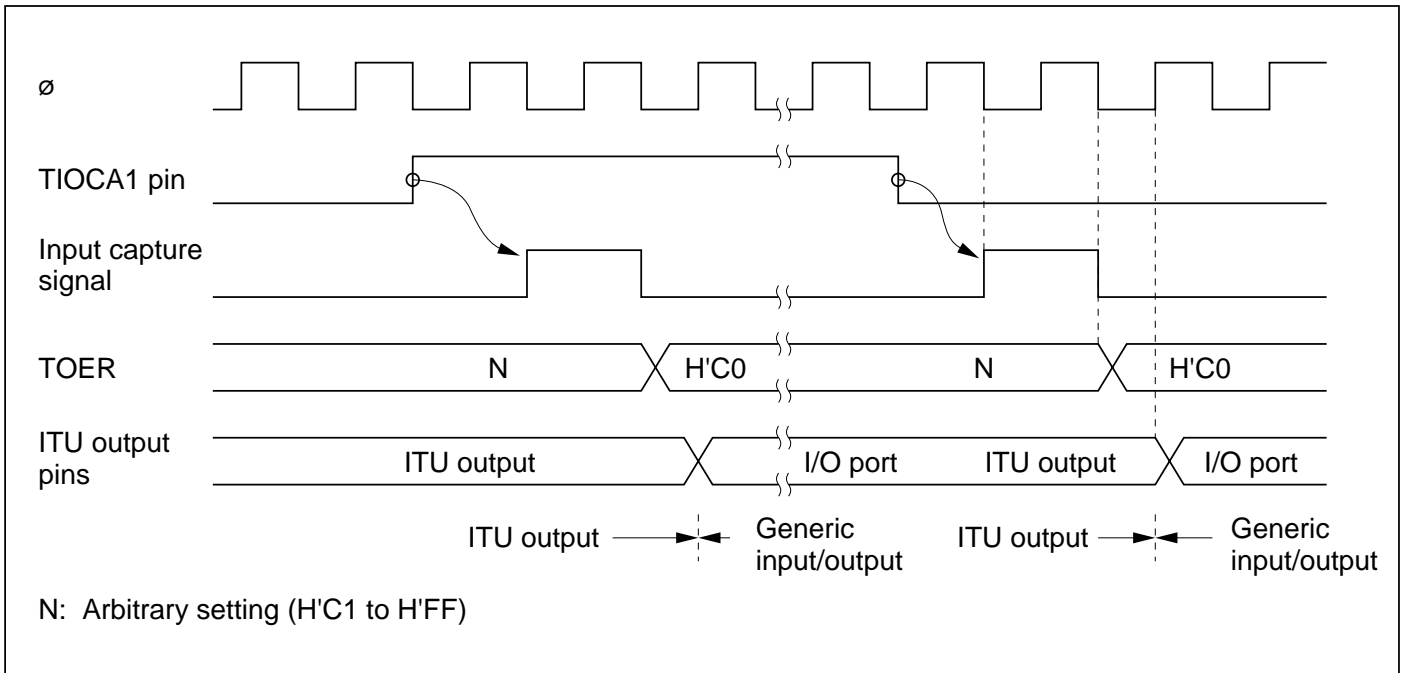 ø
TIOCA1 pin
Input capture
signal
TOER
N
H'C0
N
H'C0
ITU output
pins
ITU output
I/O port
ITU output
I/O port
ITU output
Generic
input/output
ITU output
Generic
input/output
N: Arbitrary setting (H'C1 to H'FF)